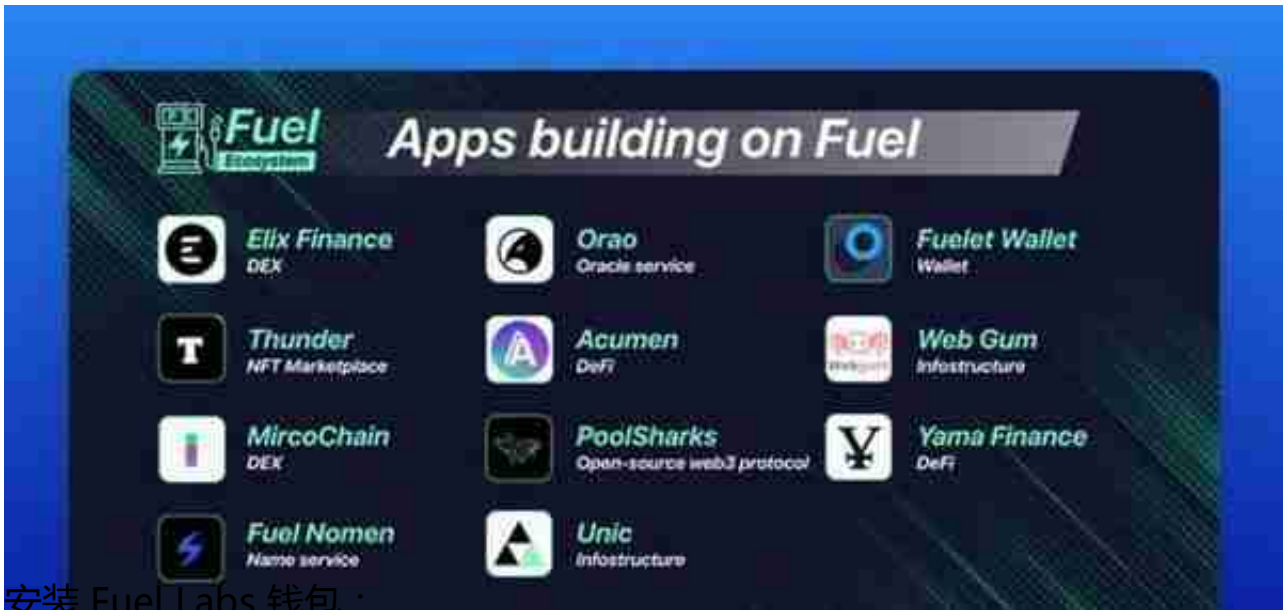 Fuel
Ecosystem
Apps building on Fuel
Elix Finance
DEX
Orao
Oracle service
Fuelet Wallet
Wallet
Thunder
NFT Marketplace
Acumen
DeFi
Web Gum
Infostructure
MircoChain
DEX
PoolSharks
Open-source web3 protocol
Yama Finance
DeFi
Fuel Nomen
Name service
Unic
Infostructure
安装 Fuel Labs 钱包：